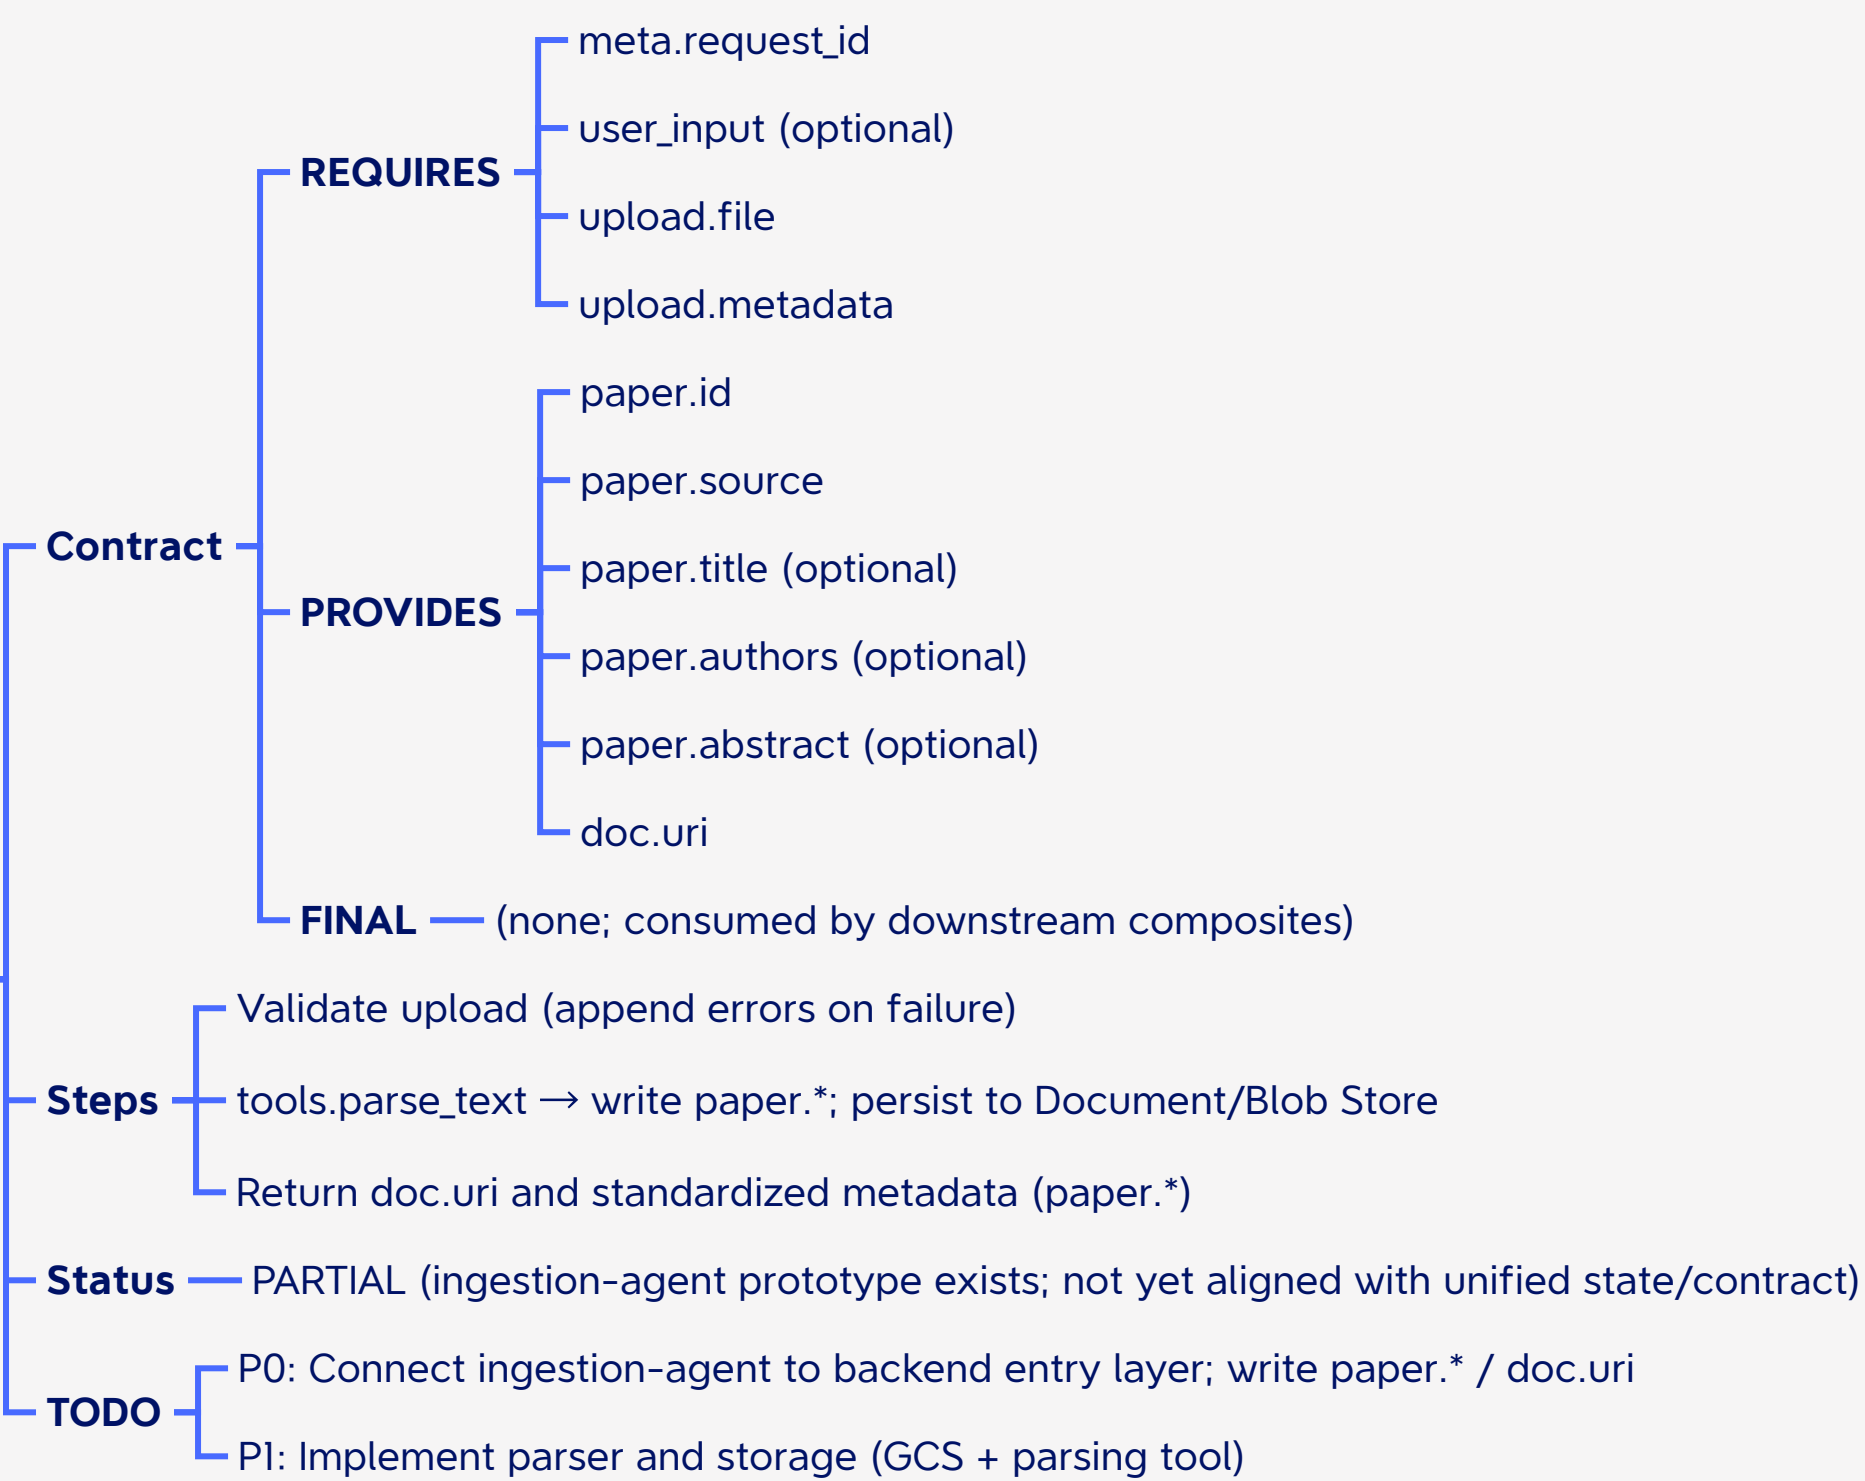 meta.request_id
user_input (optional)
REQUIRES
upload.file
upload.metadata
paper.id
paper.source
Contract
paper.title (optional)
PROVIDES
paper.authors (optional)
paper.abstract (optional)
doc.uri
FINAL
(none; consumed by downstream composites)
Validate upload (append errors on failure)
Steps
tools.parse_text → write paper.*; persist to Document/Blob Store
Return doc.uri and standardized metadata (paper.*)
Status
PARTIAL (ingestion-agent prototype exists; not yet aligned with unified state/contract)
P0: Connect ingestion-agent to backend entry layer; write paper.* / doc.uri
TODO
P1: Implement parser and storage (GCS + parsing tool)